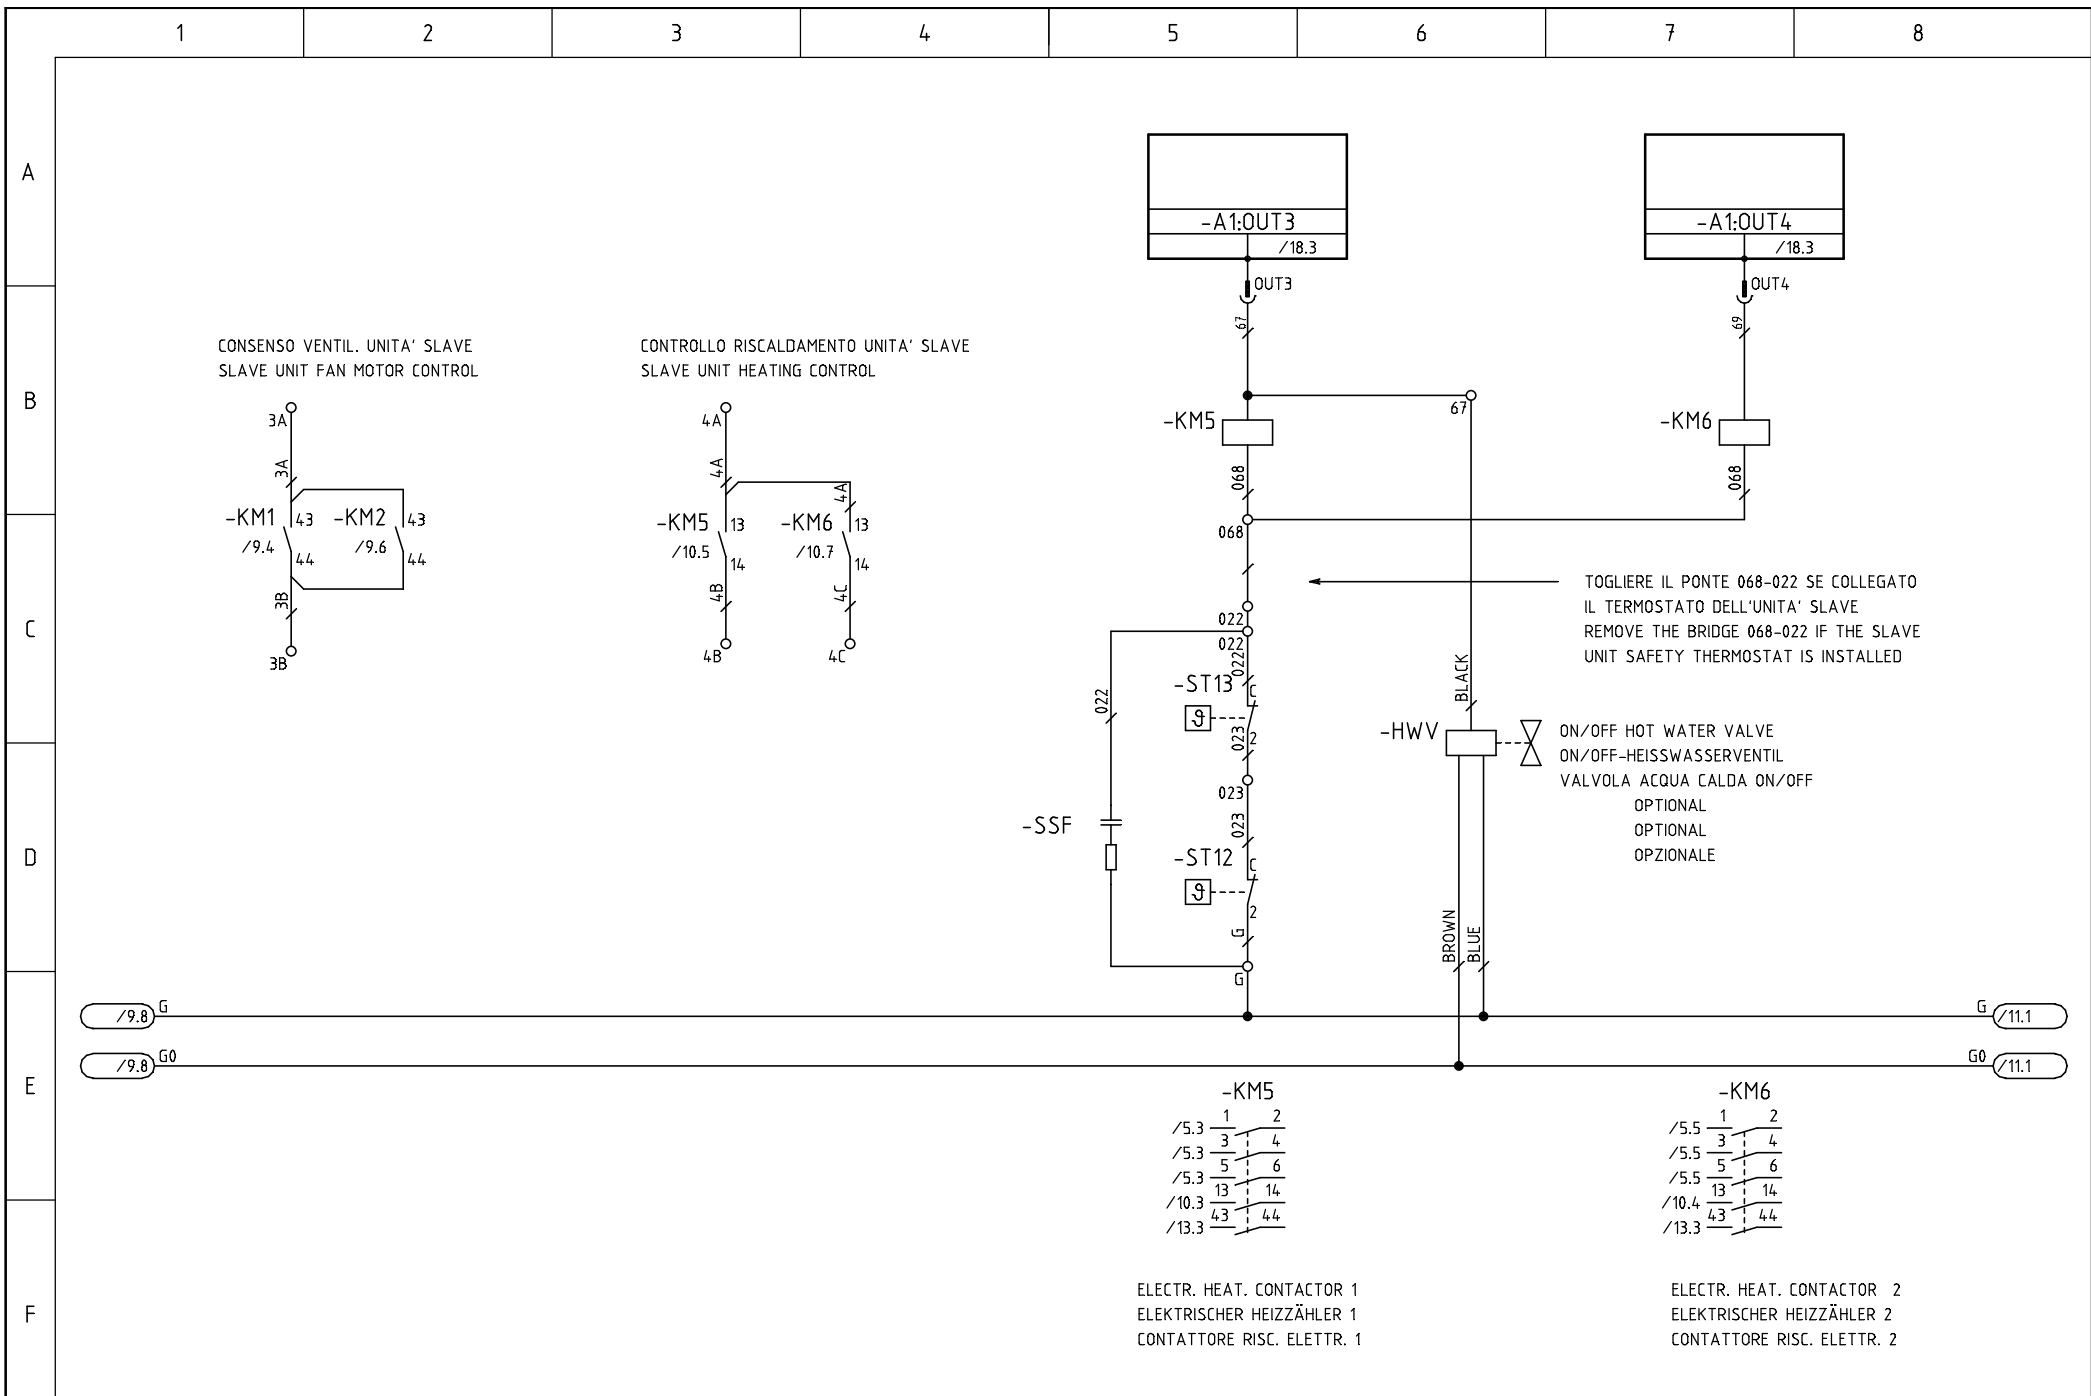 1 2 3 4 5 6 7 8
A
-A1:OUT3
/18.3
OUT3
67
-A1:OUT4
/18.3
OUT4
69
B
CONSENSO VENTIL. UNITA' SLAVE
SLAVE UNIT FAN MOTOR CONTROL
CONTROLLO RISCALDAMENTO UNITA' SLAVE
SLAVE UNIT HEATING CONTROL
3A
3A
4A
4A
4A
-KM5
67
-KM6
068
068
-KM1 43
/9.4
44
-KM2 43
/9.6
44
-KM5 13
/10.5
14
-KM6 13
/10.7
14
068
C
3B
3B
4B
4B
4C
4C
TOGLIERE IL PONTE 068-022 SE COLLEGATO
IL TERMOSTATO DELL'UNITA' SLAVE
REMOVE THE BRIDGE 068-022 IF THE SLAVE
UNIT SAFETY THERMOSTAT IS INSTALLED
022
022
022
022
-ST13 C
ϑ
2
023
BLACK
-HWV
ON/OFF HOT WATER VALVE
ON/OFF-HEISSWASSERVENTIL
VALVOLA ACQUA CALDA ON/OFF
OPTIONAL
OPTIONAL
OPZIONALE
023
023
D
-SSF
-ST12 C
ϑ
2
G
G
BROWN
BLUE
/9.8 G
G /11.1
/9.8 G0
G0 /11.1
E
-KM5
/5.3 1 2
/5.3 3 4
/5.3 5 6
/10.3 13 14
/13.3 43 44
-KM6
/5.5 1 2
/5.5 3 4
/5.5 5 6
/10.4 13 14
/13.3 43 44
F
ELECTR. HEAT. CONTACTOR 1
ELEKTRISCHER HEIZZÄHLER 1
CONTATTORE RISC. ELETTR. 1
ELECTR. HEAT. CONTACTOR 2
ELEKTRISCHER HEIZZÄHLER 2
CONTATTORE RISC. ELETTR. 2